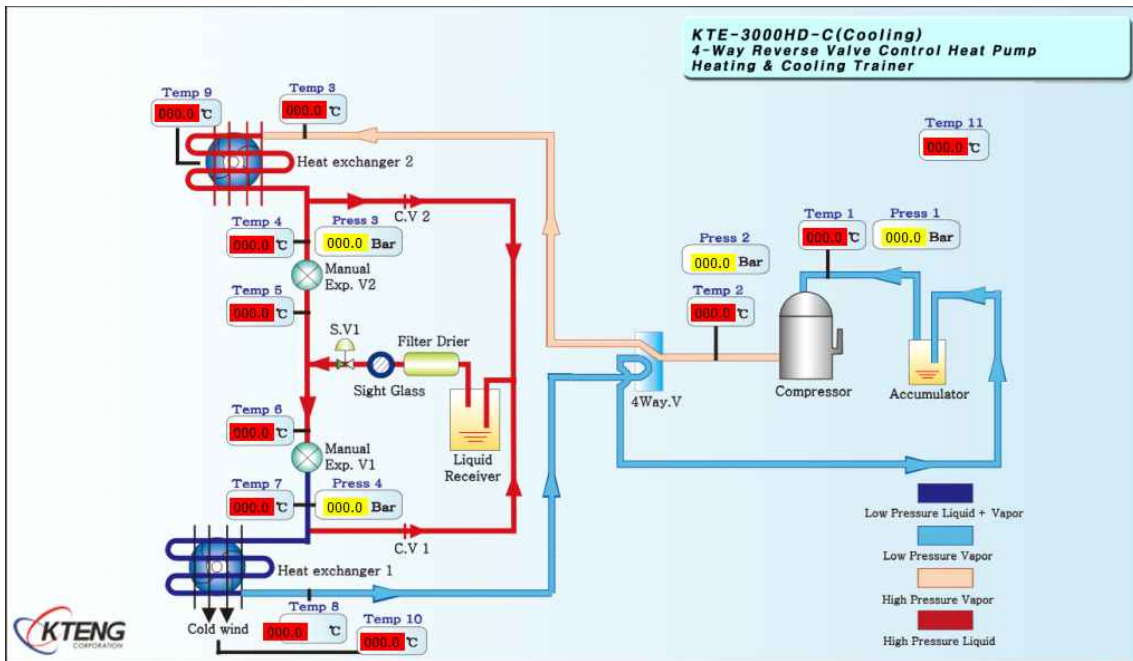 KTE-3000HD-C(Cooling)
4-Way Reverse Valve Control Heat Pump
Heating & Cooling Trainer
Temp 9
000.0 ℃
Temp 3
000.0 ℃
Temp 11
000.0 ℃
Heat exchanger 2
C.V 2
Temp 4
000.0 ℃
Press 3
000.0 Bar
Temp 1
000.0 ℃
Press 1
000.0 Bar
Press 2
000.0 Bar
Manual
Exp. V2
Temp 5
000.0 ℃
Temp 2
000.0 ℃
S.V1
Filter Drier
Sight Glass
4Way.V
Compressor
Accumulator
Temp 6
000.0 ℃
Manual
Exp. V1
Liquid
Receiver
Temp 7
000.0 ℃
Press 4
000.0 Bar
C.V 1
Heat exchanger 1
Temp 8
000.0 ℃
Temp 10
000.0 ℃
Cold wind
Low Pressure Liquid + Vapor
Low Pressure Vapor
High Pressure Vapor
High Pressure Liquid
KTENG
CORPORATION